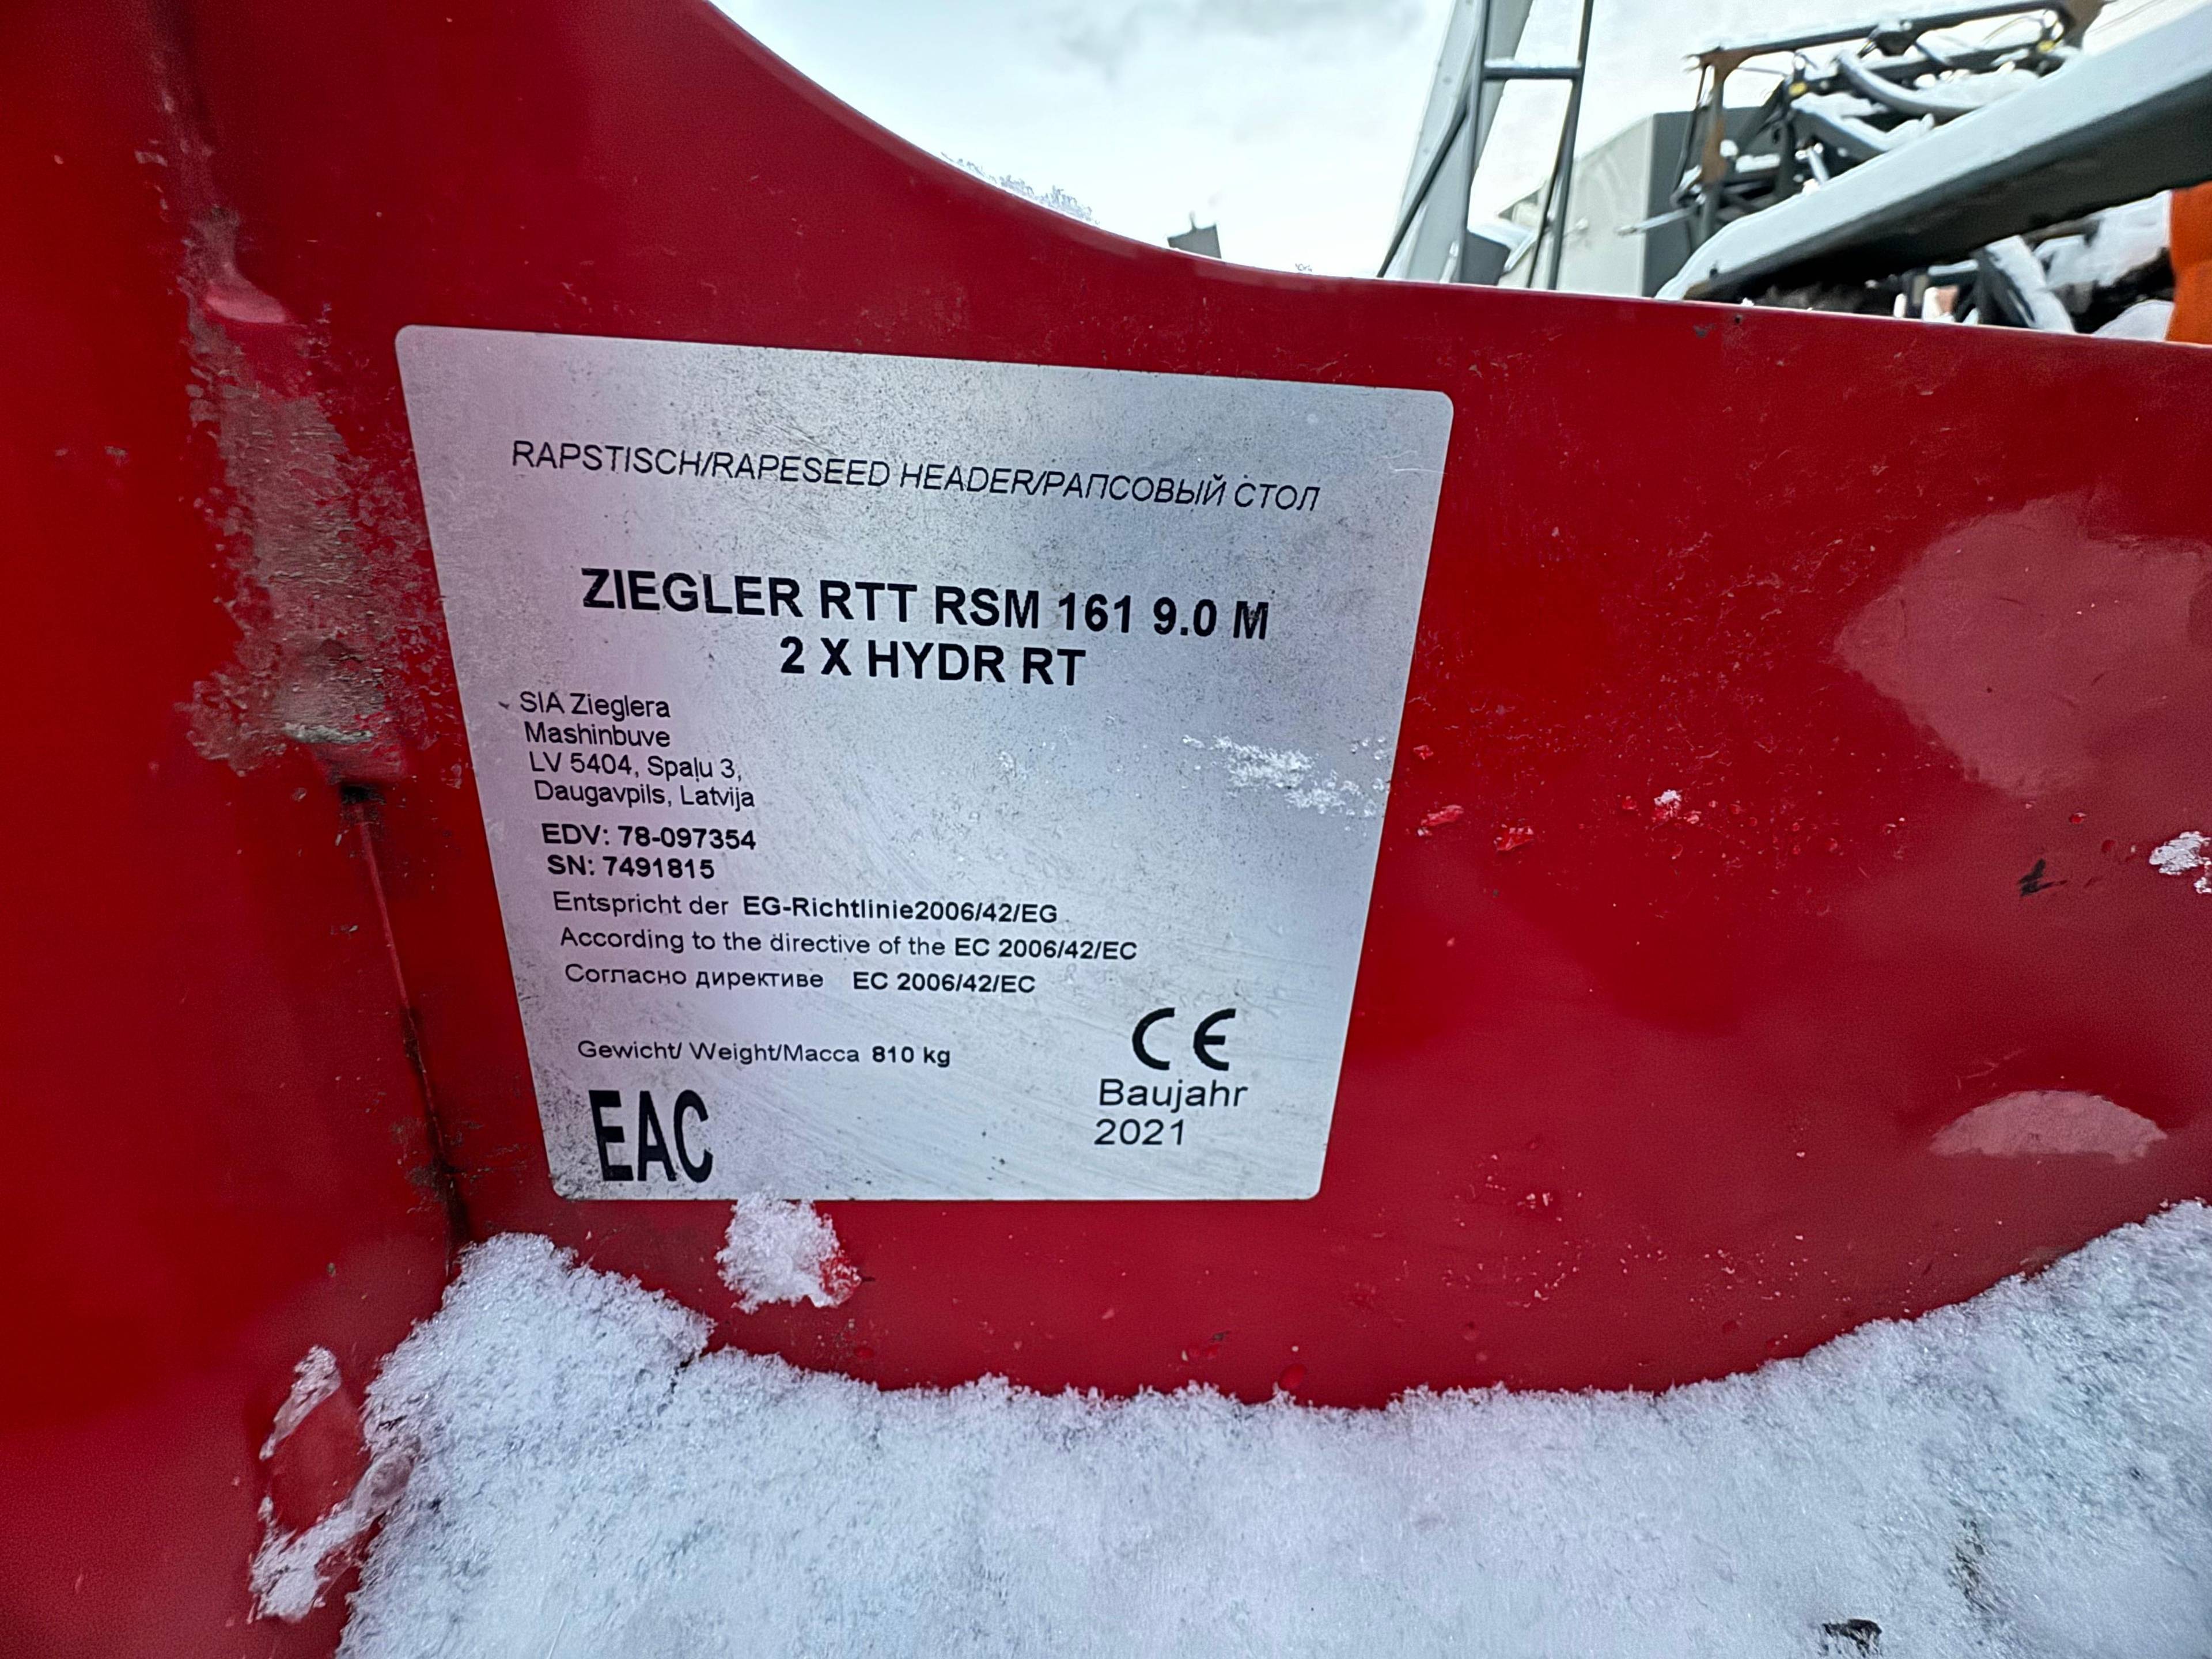 RAPSTISCH/RAPESEED HEADER/РАПСОВЫЙ СТОЛ
ZIEGLER RTT RSM 161 9.0 M
2 X HYDR RT
SIA Zieglera
Mashinbuve
LV 5404, Spaļu 3,
Daugavpils, Latvija
EDV: 78-097354
SN: 7491815
Entspricht der EG-Richtlinie2006/42/EG
According to the directive of the EC 2006/42/EC
Согласно директиве EC 2006/42/EC
Gewicht/ Weight/Масса 810 kg
CE
Baujahr
2021
EAC